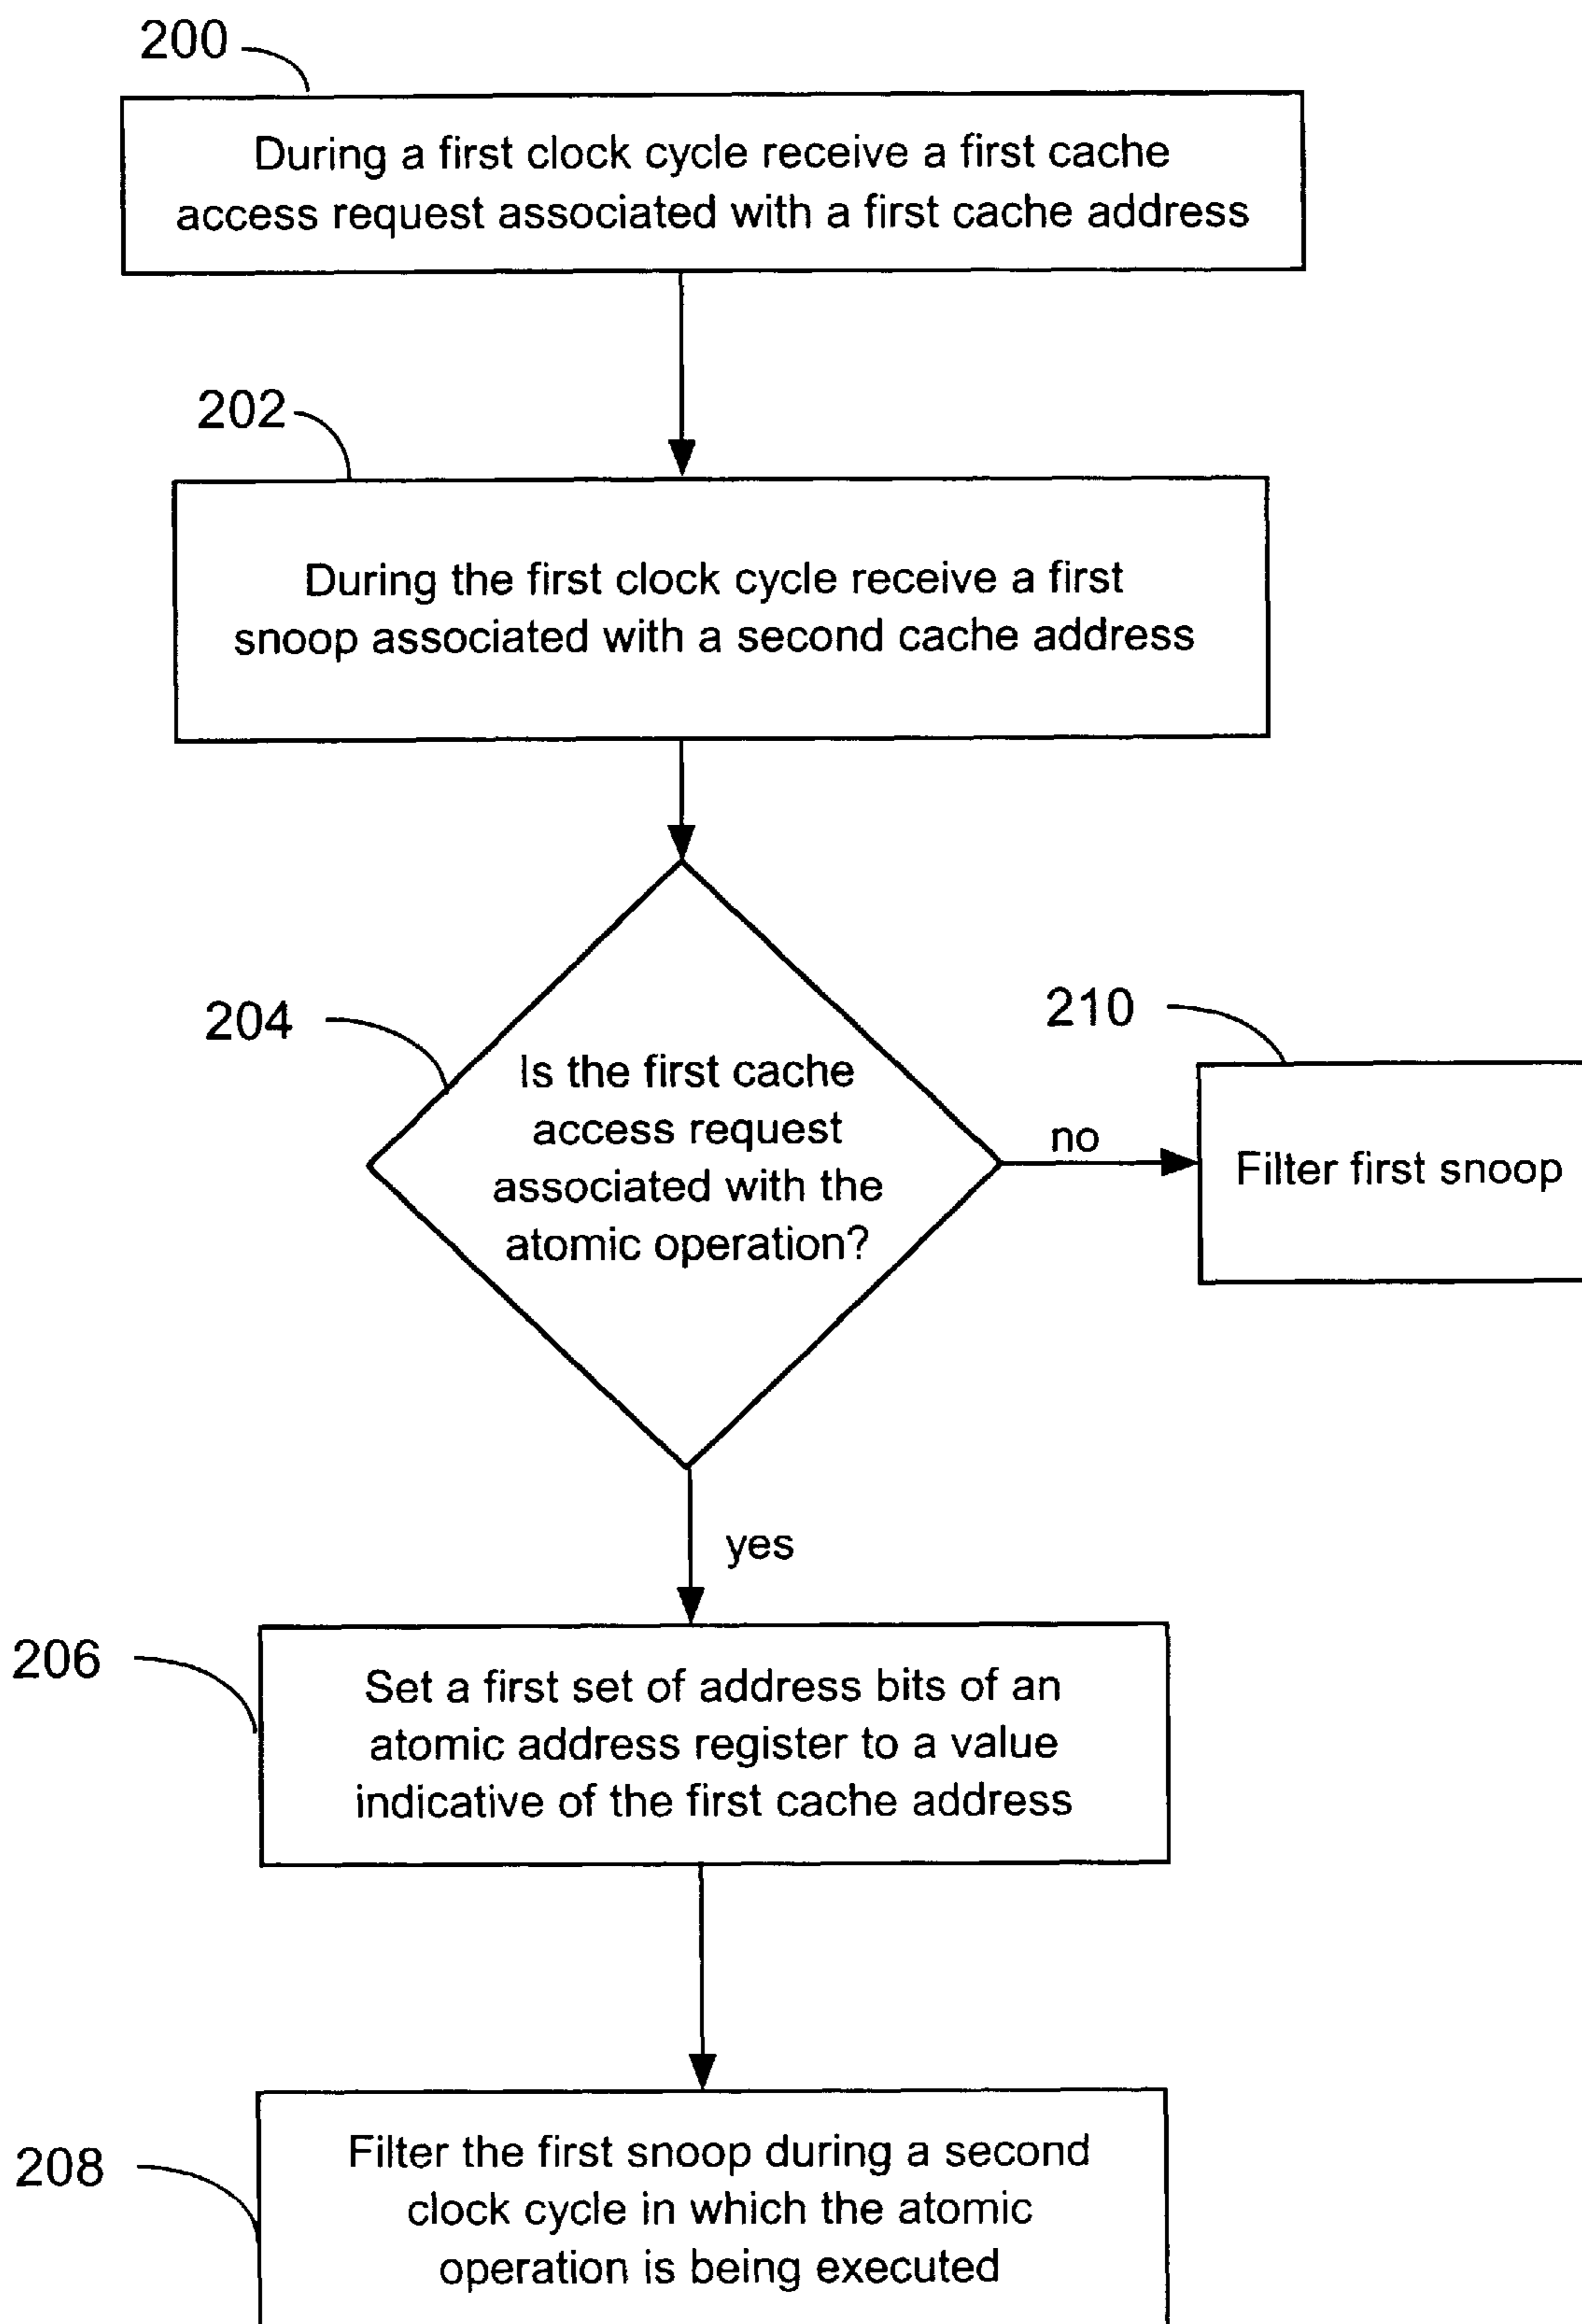 200
During a first clock cycle receive a first cache
access request associated with a first cache address
202
During the first clock cycle receive a first
snoop associated with a second cache address
204
Is the first cache
access request
associated with the
atomic operation?
210
no
Filter first snoop
yes
206
Set a first set of address bits of an
atomic address register to a value
indicative of the first cache address
208
Filter the first snoop during a second
clock cycle in which the atomic
operation is being executed